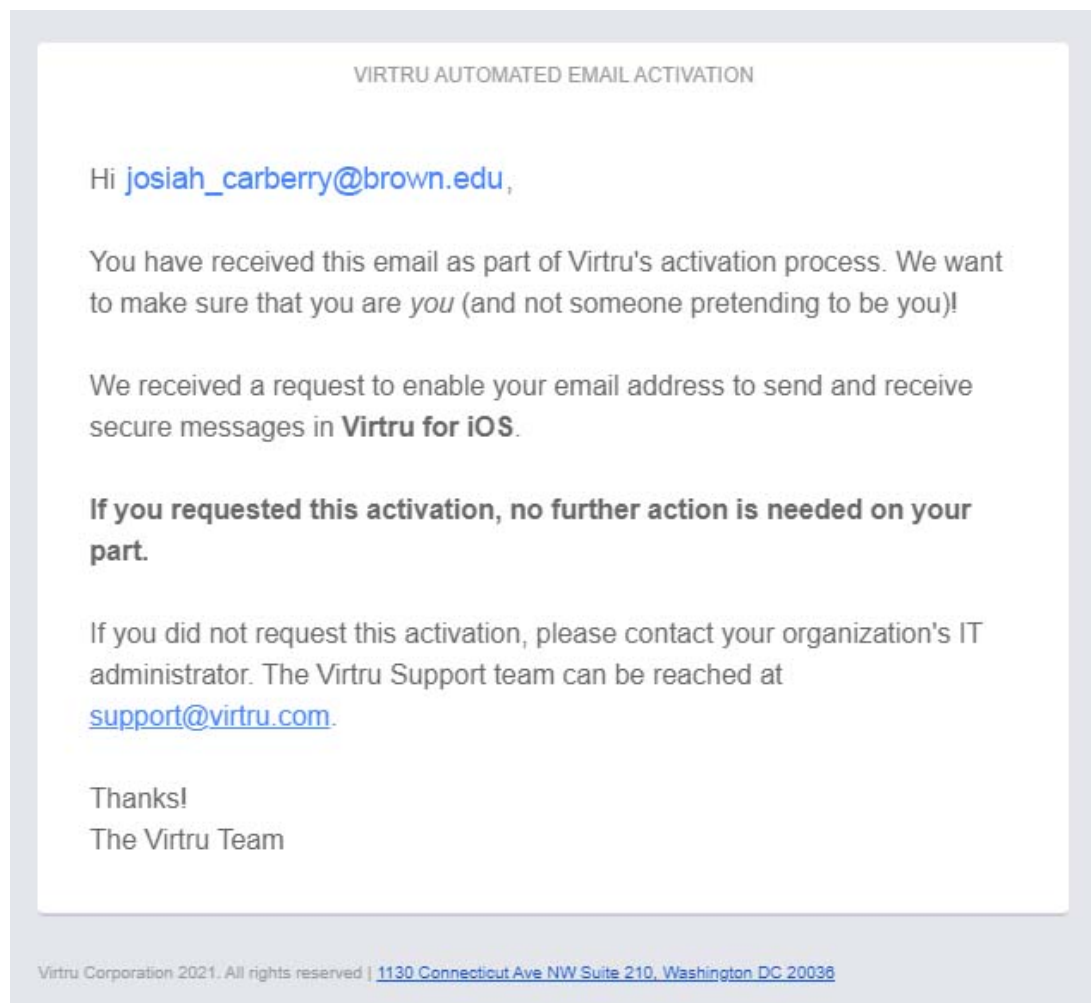 VIRTRU AUTOMATED EMAIL ACTIVATION
Hi josiah_carberry@brown.edu,
You have received this email as part of Virtru's activation process. We want
to make sure that you are you (and not someone pretending to be you)!
We received a request to enable your email address to send and receive
secure messages in Virtru for iOS.
If you requested this activation, no further action is needed on your
part.
If you did not request this activation, please contact your organization's IT
administrator. The Virtru Support team can be reached at
support@virtru.com.
Thanks!
The Virtru Team
Virtru Corporation 2021. All rights reserved | 1130 Connecticut Ave NW Suite 210, Washington DC 20036